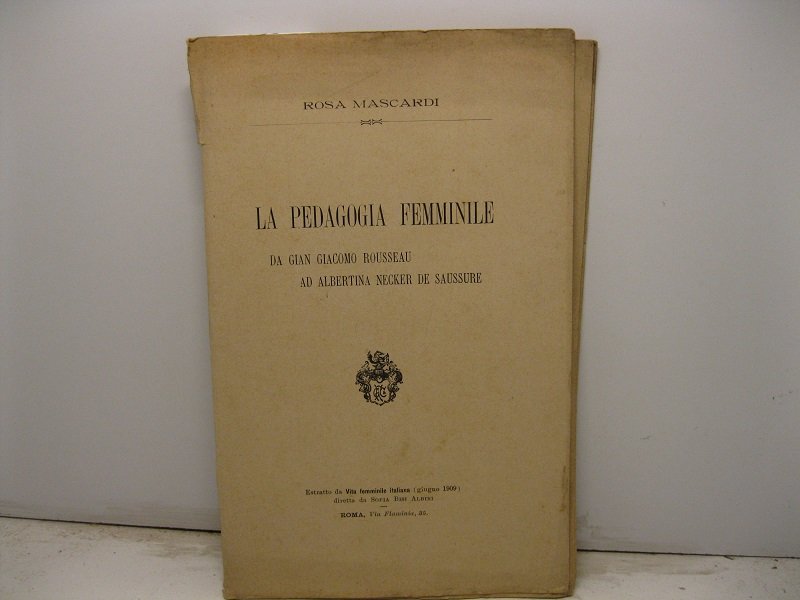 ROSA MASCARDI
LA PEDAGOGIA FEMMINILE
DA GIAN GIACOMO ROUSSEAU
AD ALBERTINA NECKER DE SAUSSURE
Estratto da Vita femminile italiana (giugno 1909)
diretta da SOFIA BISI ALBINI
ROMA, Via Flaminia, 35.